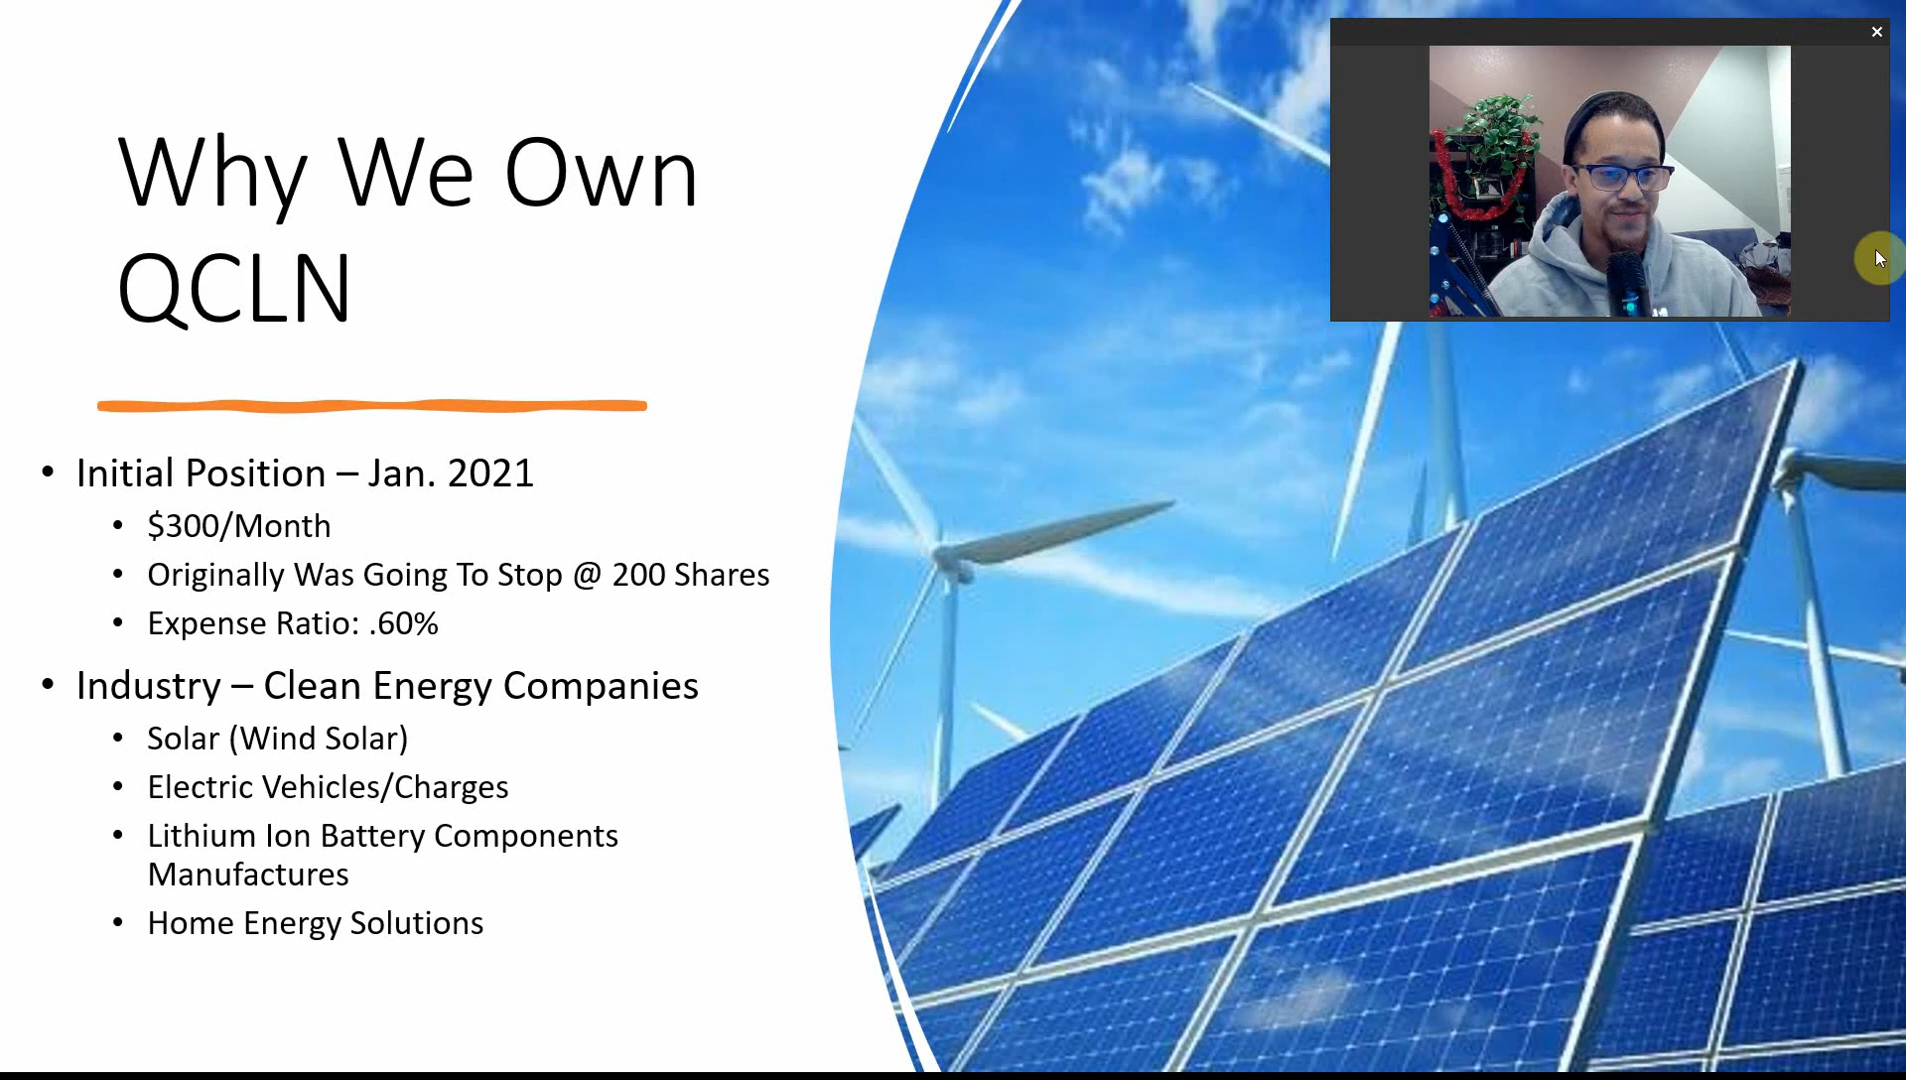 Why We Own
QCLN
• Initial Position – Jan. 2021
• $300/Month
• Originally Was Going To Stop @ 200 Shares
• Expense Ratio: .60%
• Industry – Clean Energy Companies
• Solar (Wind Solar)
• Electric Vehicles/Charges
• Lithium Ion Battery Components
Manufactures
• Home Energy Solutions